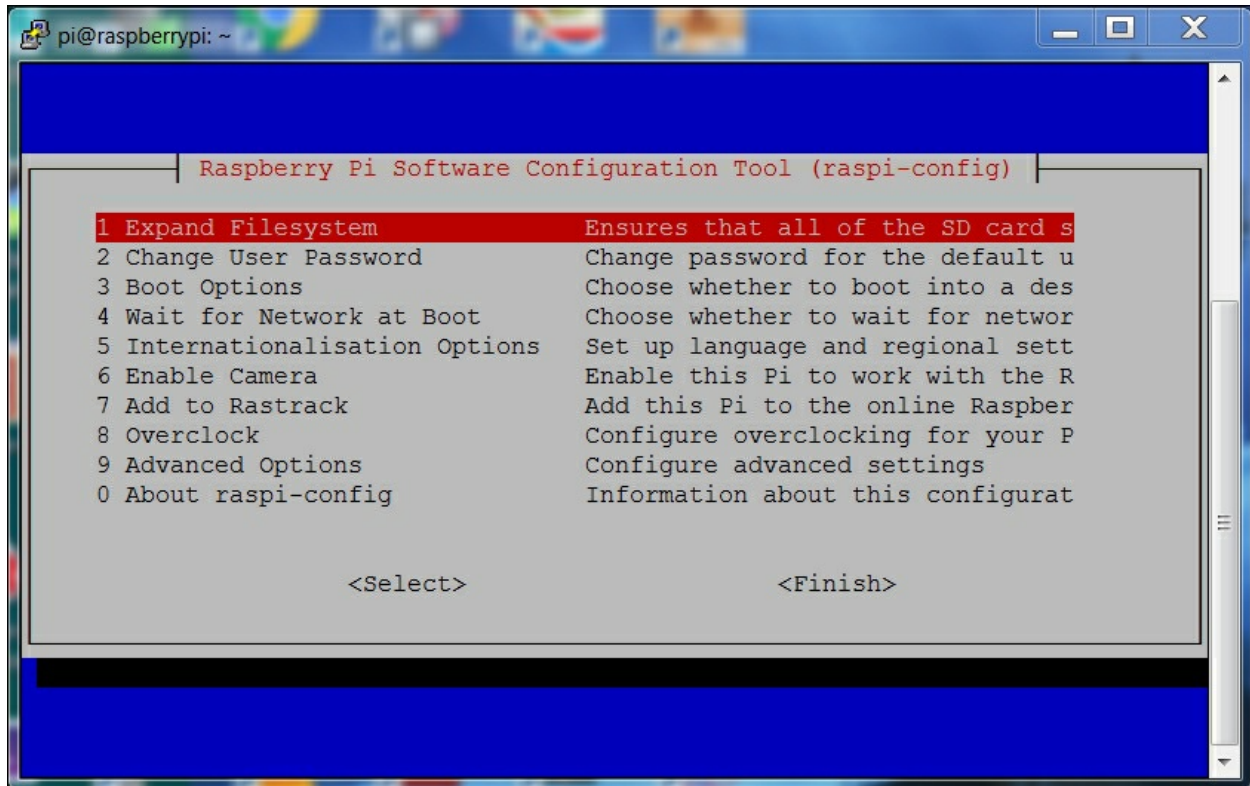 pi@raspberrypi: ~
Raspberry Pi Software Configuration Tool (raspi-config)
1 Expand Filesystem Ensures that all of the SD card s
2 Change User Password Change password for the default u
3 Boot Options Choose whether to boot into a des
4 Wait for Network at Boot Choose whether to wait for networ
5 Internationalisation Options Set up language and regional sett
6 Enable Camera Enable this Pi to work with the R
7 Add to Rastrack Add this Pi to the online Raspber
8 Overclock Configure overclocking for your P
9 Advanced Options Configure advanced settings
0 About raspi-config Information about this configurat
<Select> <Finish>